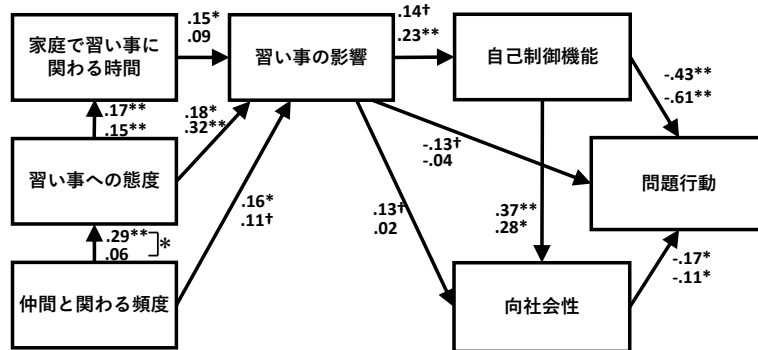 家庭で習い事に
関わる時間
.15*
.09
習い事の影響
.14†
.23**
自己制御機能
-.43**
-.61**
.17**
.15**
.18*
.32**
習い事への態度
-.13†
-.04
問題行動
.16*
.11†
.13†
.02
.37**
.28*
.29**
.06
*
-.17*
-.11*
仲間と関わる頻度
向社会性